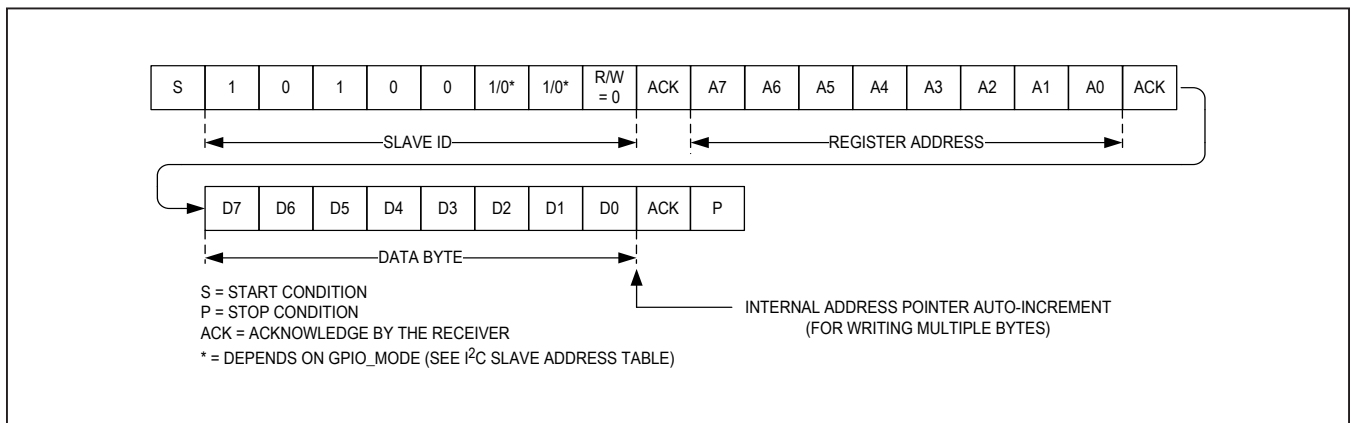 S 1 0 1 0 0 1/0* 1/0* R/W = 0 ACK A7 A6 A5 A4 A3 A2 A1 A0 ACK
SLAVE ID REGISTER ADDRESS
D7 D6 D5 D4 D3 D2 D1 D0 ACK P
DATA BYTE
S = START CONDITION
P = STOP CONDITION
ACK = ACKNOWLEDGE BY THE RECEIVER
* = DEPENDS ON GPIO_MODE (SEE I²C SLAVE ADDRESS TABLE)
INTERNAL ADDRESS POINTER AUTO-INCREMENT
(FOR WRITING MULTIPLE BYTES)